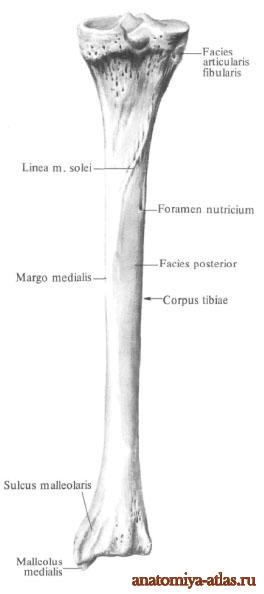 Facies
articularis
fibularis
Linea m. solei
Foramen nutricium
Facies posterior
Margo medialis
Corpus tibiae
Sulcus malleolaris
Malleolus
medialis
anatomiya-atlas.ru